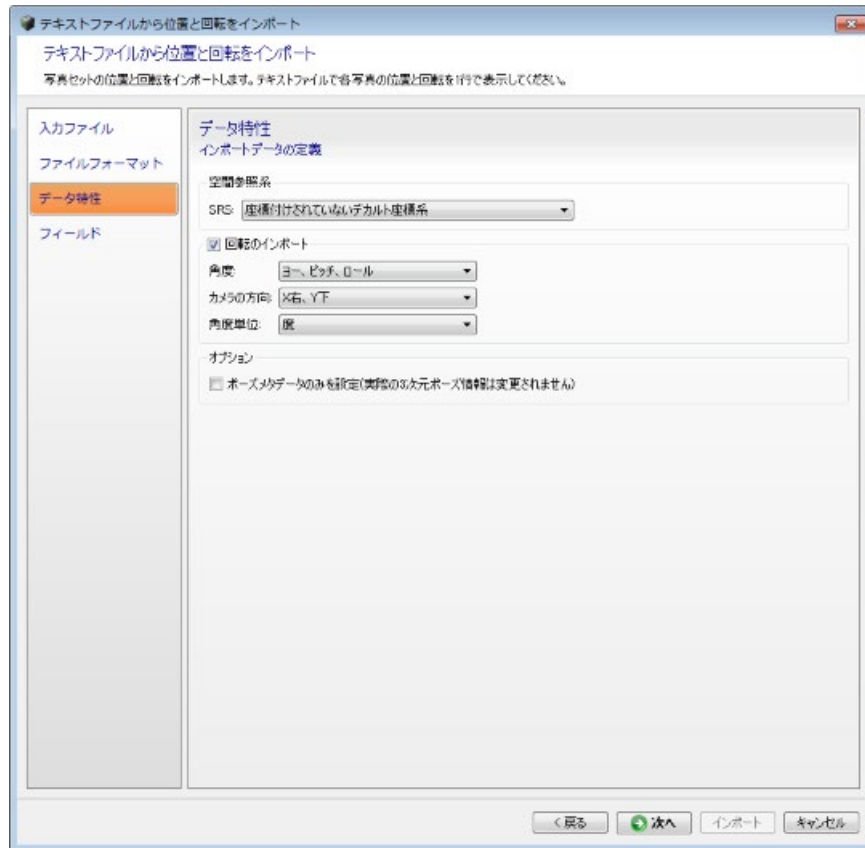 テキストファイルから位置と回転をインポート
テキストファイルから位置と回転をインポート
写真セットの位置と回転をインポートします。テキストファイルで各写真の位置と回転を1行で表示してください。
入力ファイル
ファイルフォーマット
データ特性
フィールド
データ特性
インポートデータの定義
空間参照系
SRS: 座標付けされていないデカルト座標系
回転のインポート
角度: ヨー、ピッチ、ロール
カメラの方向: X右、Y下
角度単位: 度
オプション
ポーズメタデータのみを設定(実際の3次元ポーズ情報は変更されません)
< 戻る 次へ インポート キャンセル